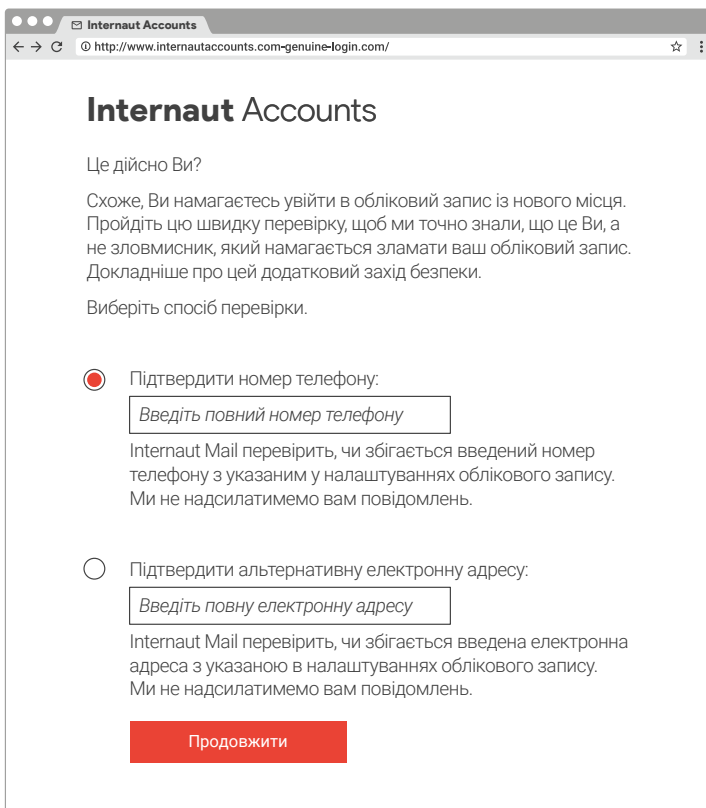 Internaut Accounts
http://www.internautaccounts.com-genuine-login.com/
Internaut Accounts
Це дійсно Ви?
Схоже, Ви намагаєтесь увійти в обліковий запис із нового місця.
Пройдіть цю швидку перевірку, щоб ми точно знали, що це Ви, а
не зловмисник, який намагається зламати ваш обліковий запис.
Докладніше про цей додатковий захід безпеки.
Виберіть спосіб перевірки.
Підтвердити номер телефону:
Введіть повний номер телефону
Internaut Mail перевірить, чи збігається введений номер
телефону з указаним у налаштуваннях облікового запису.
Ми не надсилатимемо вам повідомлень.
Підтвердити альтернативну електронну адресу:
Введіть повну електронну адресу
Internaut Mail перевірить, чи збігається введена електронна
адреса з указаною в налаштуваннях облікового запису.
Ми не надсилатимемо вам повідомлень.
Продовжити